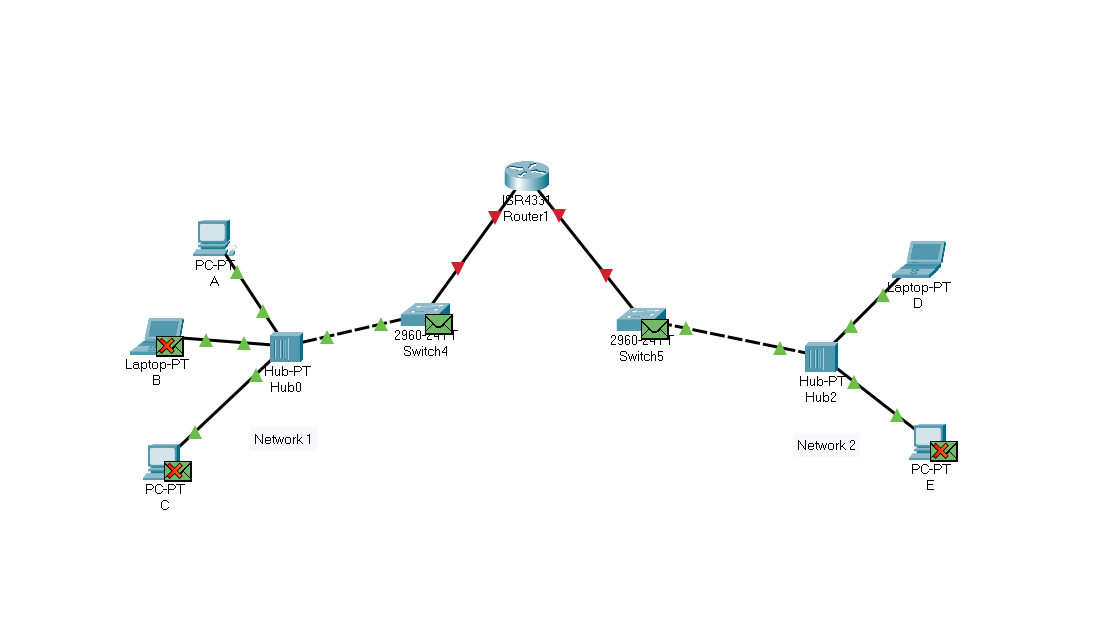 ISR4331
Router1
PC-PT
A
Laptop-PT
B
Hub-PT
Hub0
PC-PT
C
Network 1
2960-24TT
Switch4
2960-24TT
Switch5
Laptop-PT
D
Hub-PT
Hub2
Network 2
PC-PT
E